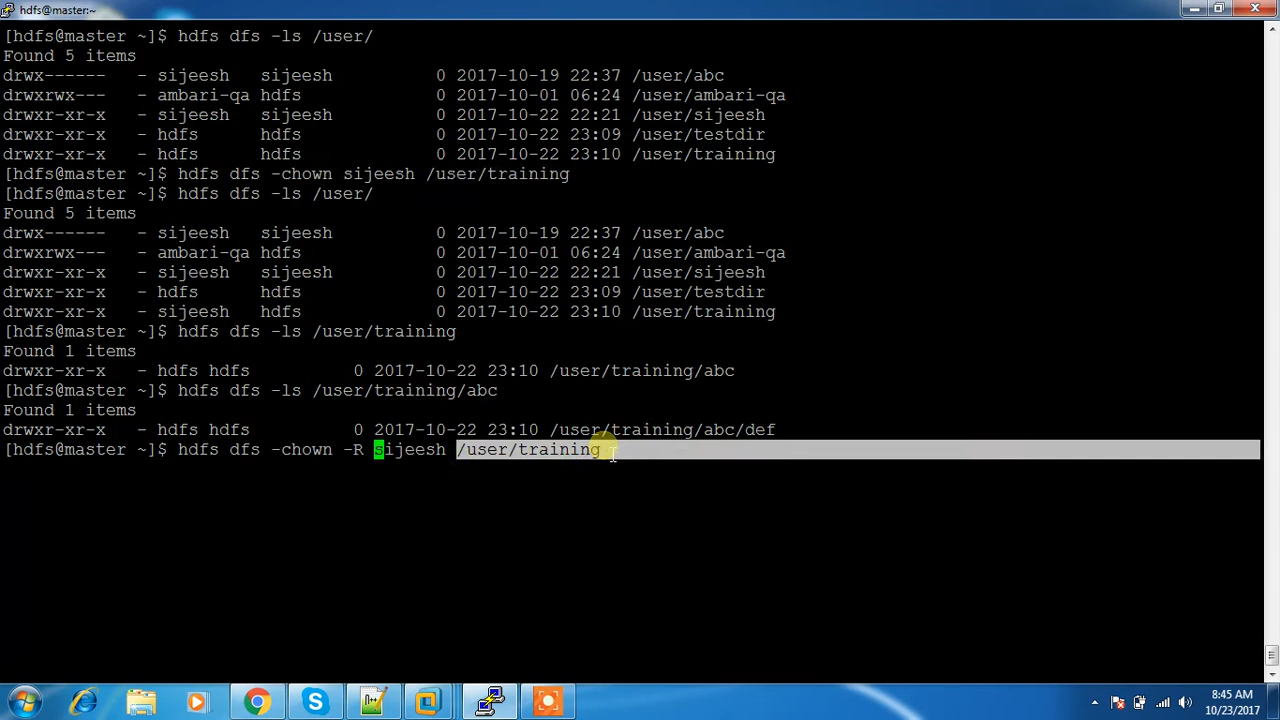 hdfs@master:~
[hdfs@master ~]$ hdfs dfs -ls /user/
Found 5 items
drwx------   - sijeesh   sijeesh            0 2017-10-19 22:37 /user/abc
drwxrwx---   - ambari-qa hdfs               0 2017-10-01 06:24 /user/ambari-qa
drwxr-xr-x   - sijeesh   sijeesh            0 2017-10-22 22:21 /user/sijeesh
drwxr-xr-x   - hdfs      hdfs               0 2017-10-22 23:09 /user/testdir
drwxr-xr-x   - hdfs      hdfs               0 2017-10-22 23:10 /user/training
[hdfs@master ~]$ hdfs dfs -chown sijeesh /user/training
[hdfs@master ~]$ hdfs dfs -ls /user/
Found 5 items
drwx------   - sijeesh   sijeesh            0 2017-10-19 22:37 /user/abc
drwxrwx---   - ambari-qa hdfs               0 2017-10-01 06:24 /user/ambari-qa
drwxr-xr-x   - sijeesh   sijeesh            0 2017-10-22 22:21 /user/sijeesh
drwxr-xr-x   - hdfs      hdfs               0 2017-10-22 23:09 /user/testdir
drwxr-xr-x   - sijeesh   hdfs               0 2017-10-22 23:10 /user/training
[hdfs@master ~]$ hdfs dfs -ls /user/training
Found 1 items
drwxr-xr-x   - hdfs hdfs          0 2017-10-22 23:10 /user/training/abc
[hdfs@master ~]$ hdfs dfs -ls /user/training/abc
Found 1 items
drwxr-xr-x   - hdfs hdfs          0 2017-10-22 23:10 /user/training/abc/def
[hdfs@master ~]$ hdfs dfs -chown -R sijeesh /user/training
8:45 AM
10/23/2017